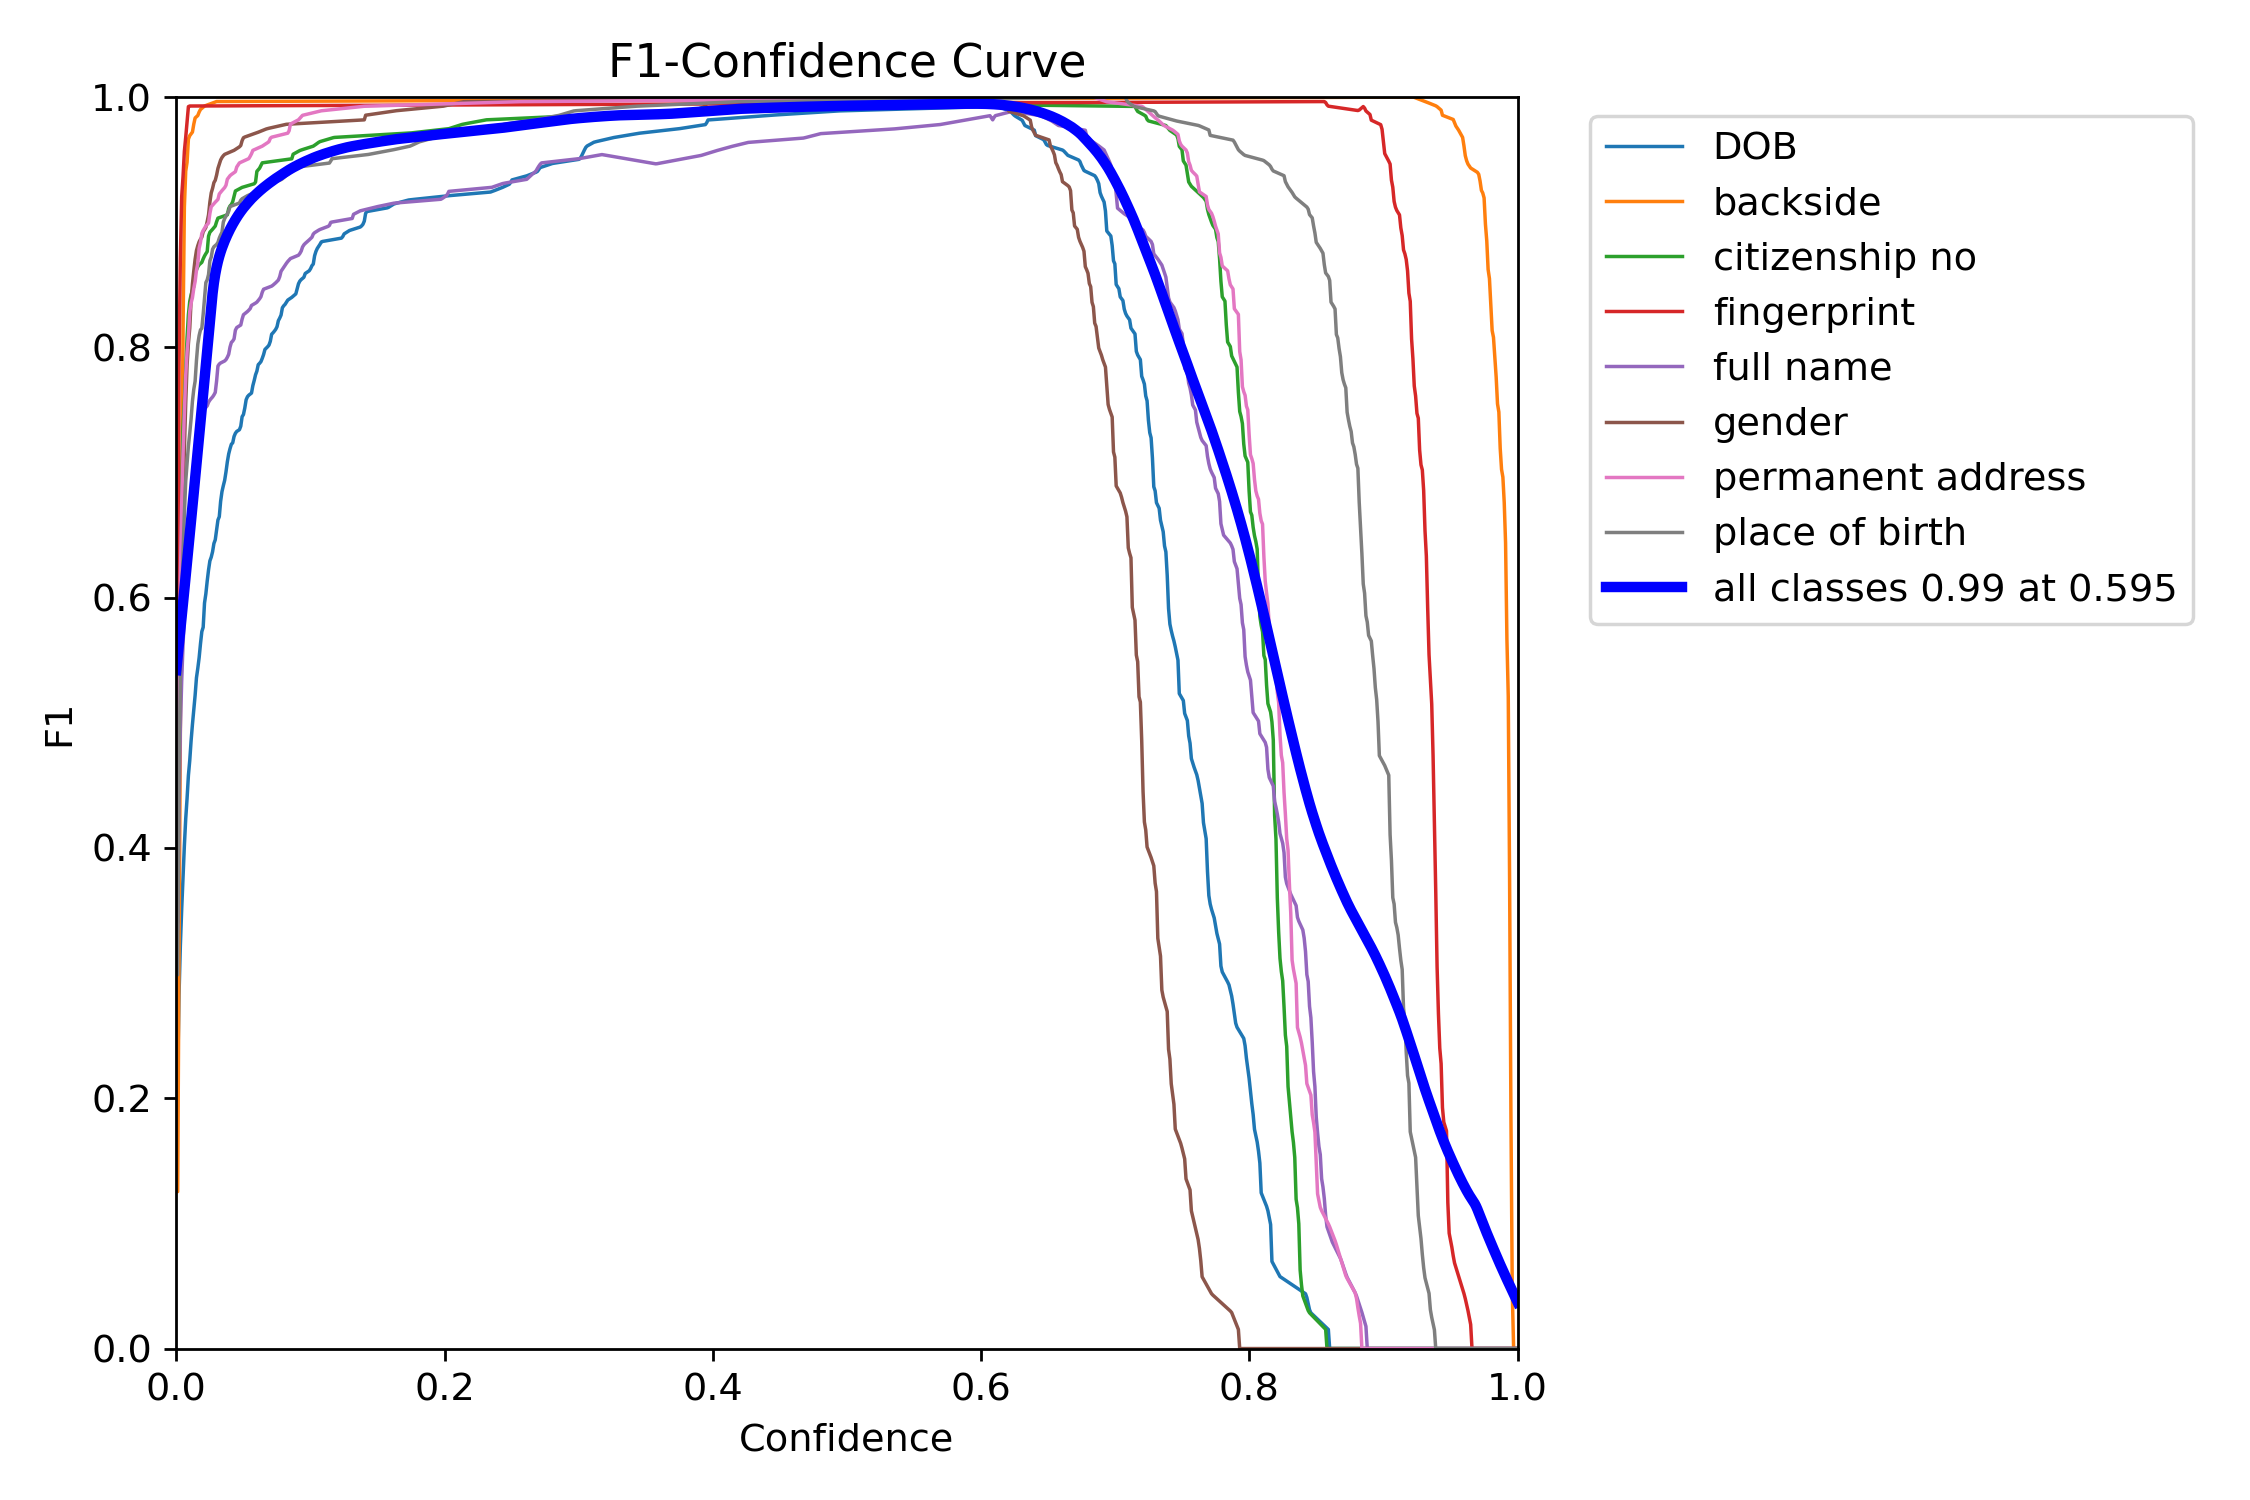 F1-Confidence Curve
1.0
0.8
0.6
0.4
0.2
0.0
F1
0.0 0.2 0.4 0.6 0.8 1.0
Confidence
DOB
backside
citizenship no
fingerprint
full name
gender
permanent address
place of birth
all classes 0.99 at 0.595